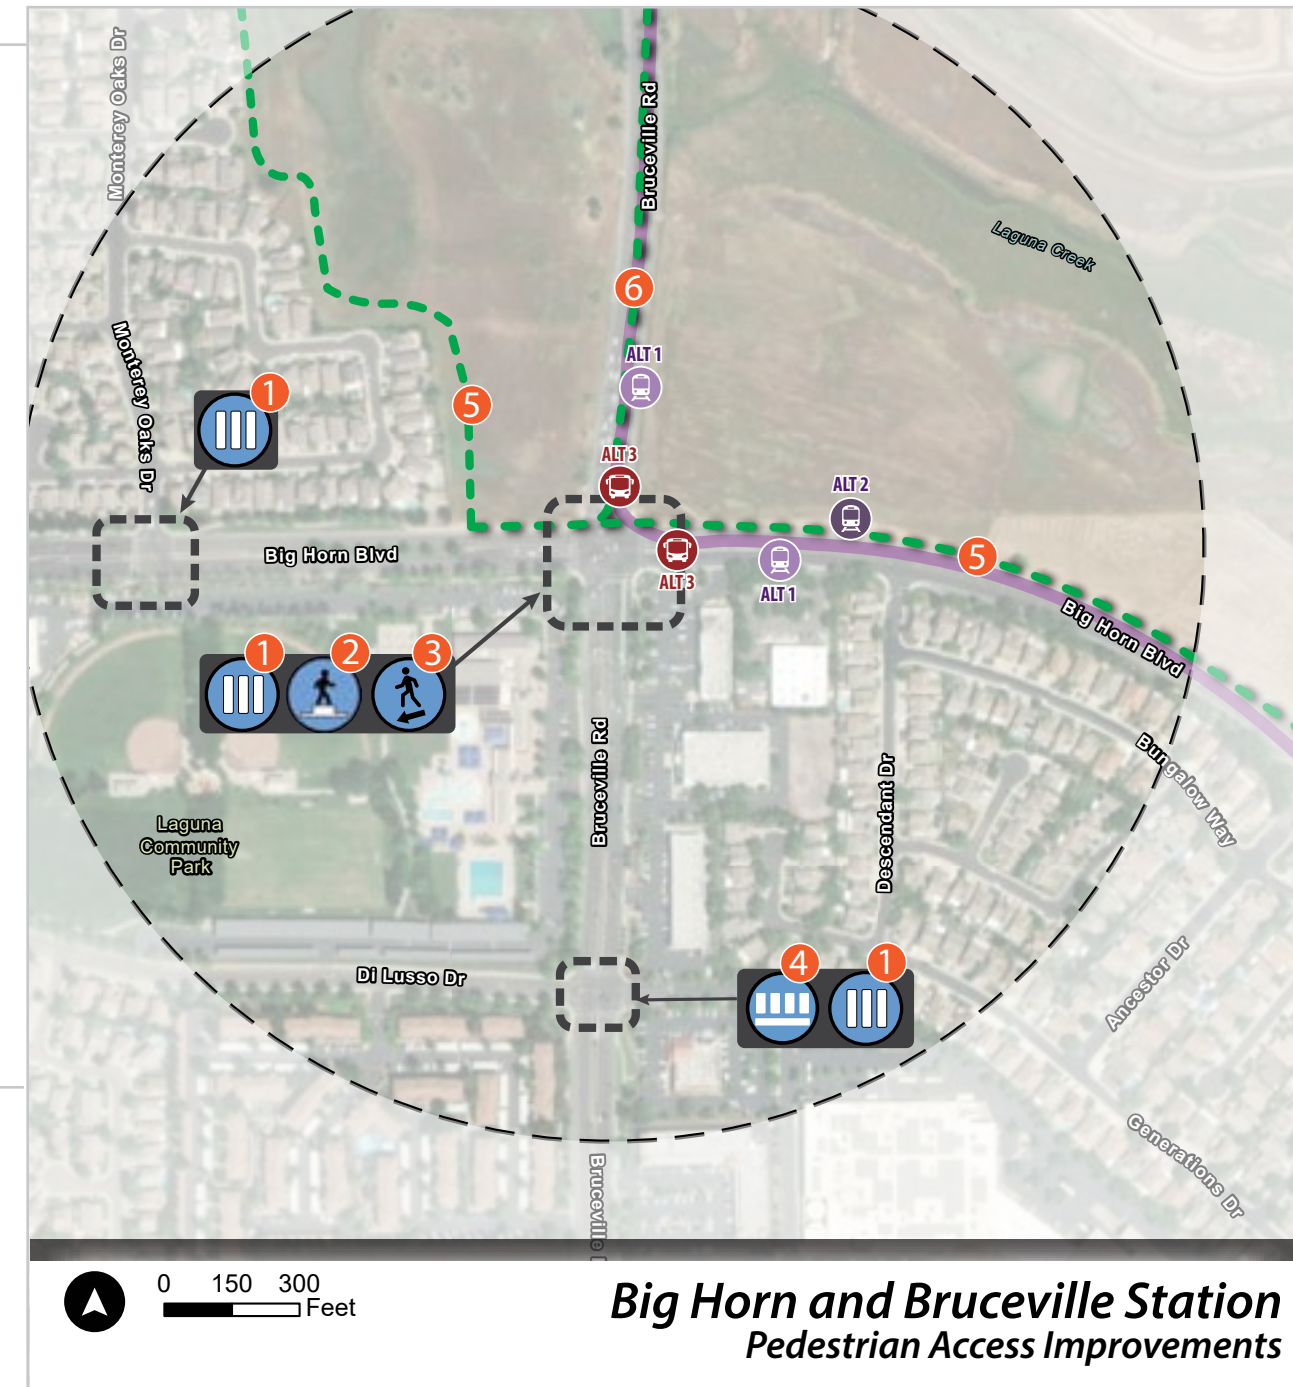 Monterey Oaks Dr
Bruceville Rd
Laguna Creek
6
ALT 1
Monterey Oaks Dr
1
5
ALT 3
ALT 2
Big Horn Blvd
5
ALT 3
ALT 1
Big Horn Blvd
1
2
3
Bruceville Rd
Bungalow Way
Descendant Dr
Laguna
Community
Park
Ancestor Dr
Di Lusso Dr
4
1
Generations Dr
Bruceville
0 150 300
Feet
Big Horn and Bruceville Station
Pedestrian Access Improvements